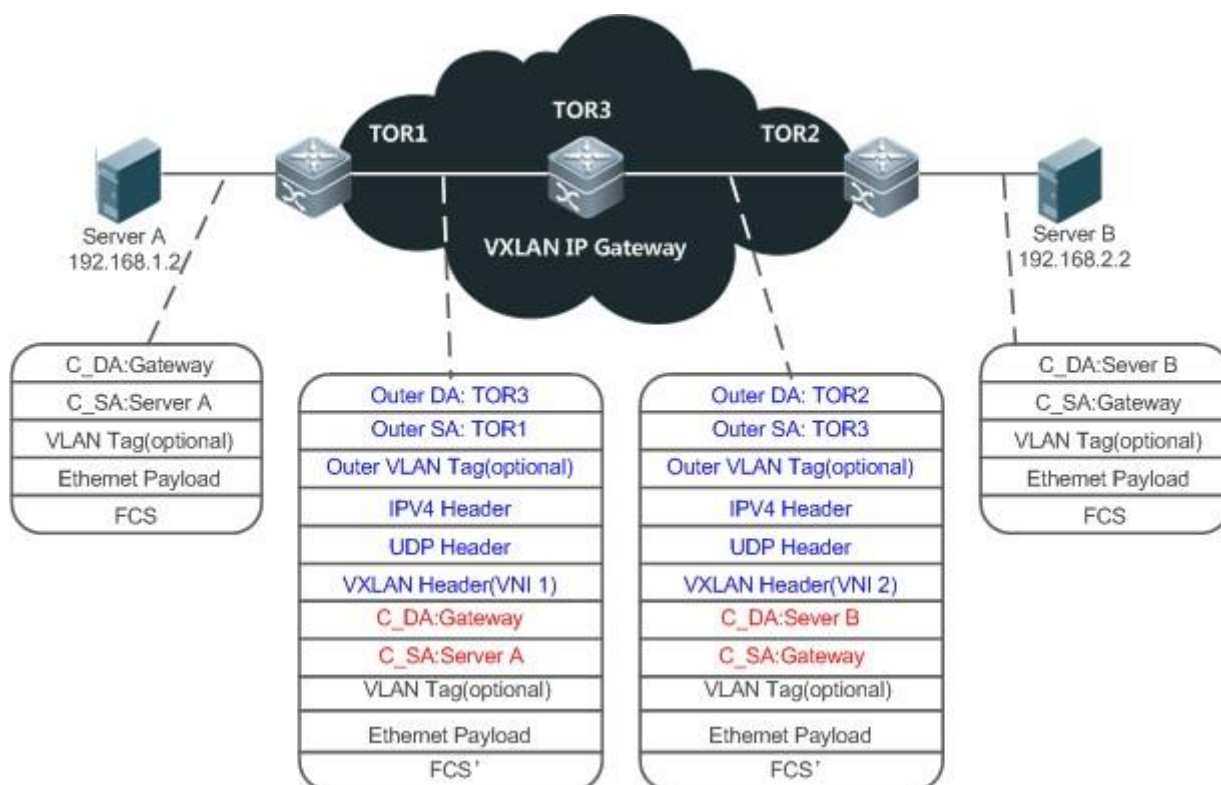 TOR3
TOR1
TOR2
Server A
192.168.1.2
VXLAN IP Gateway
Server B
192.168.2.2
C_DA:Gateway
C_SA:Server A
VLAN Tag(optional)
Ethernet Payload
FCS
Outer DA: TOR3
Outer SA: TOR1
Outer VLAN Tag(optional)
IPV4 Header
UDP Header
VXLAN Header(VNI 1)
C_DA:Gateway
C_SA:Server A
VLAN Tag(optional)
Ethernet Payload
FCS'
Outer DA: TOR2
Outer SA: TOR3
Outer VLAN Tag(optional)
IPV4 Header
UDP Header
VXLAN Header(VNI 2)
C_DA:Sever B
C_SA:Gateway
VLAN Tag(optional)
Ethernet Payload
FCS'
C_DA:Sever B
C_SA:Gateway
VLAN Tag(optional)
Ethernet Payload
FCS